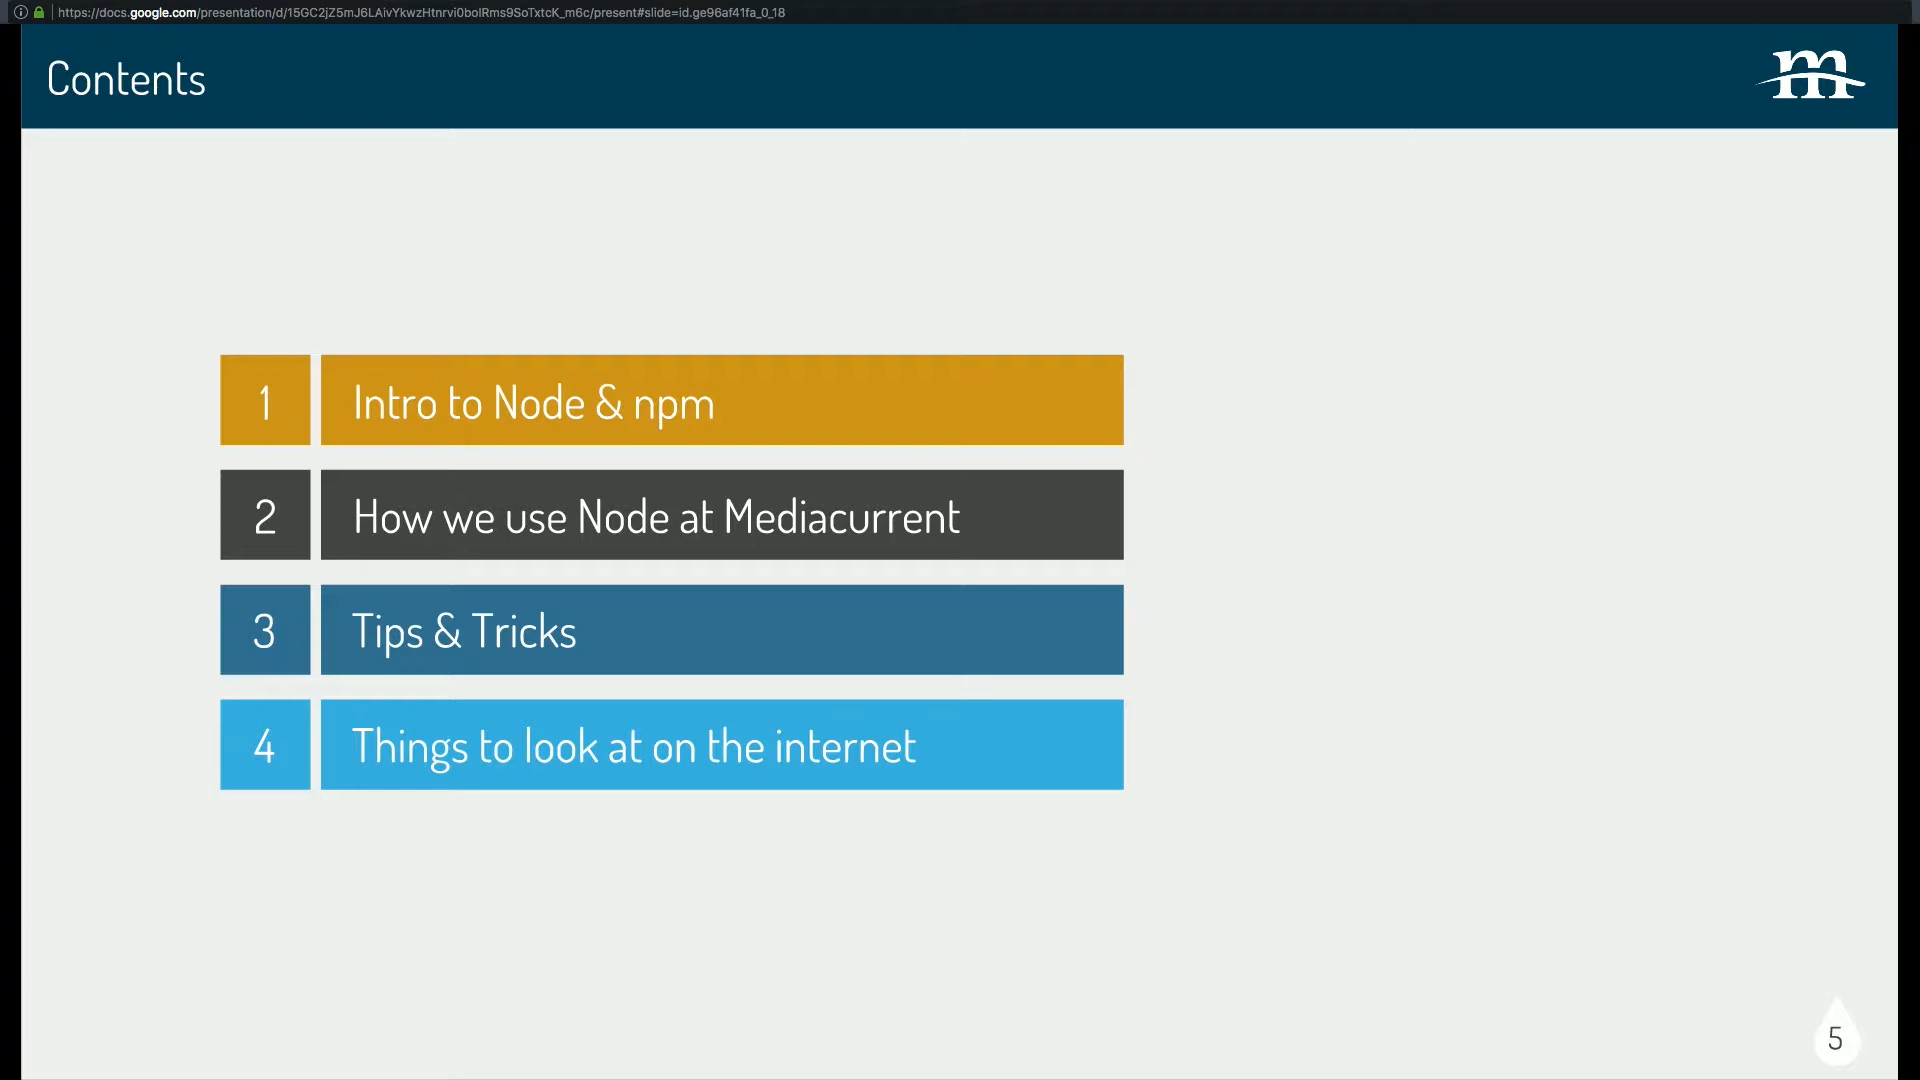 https://docs.google.com/presentation/d/15GC2jZ5mJ6LAivYkwzHtnrvi0bolRms9SoTxtcK_m6c/present#slide=id.ge96af41fa_0_18
Contents
m
1 Intro to Node & npm
2 How we use Node at Mediacurrent
3 Tips & Tricks
4 Things to look at on the internet
5